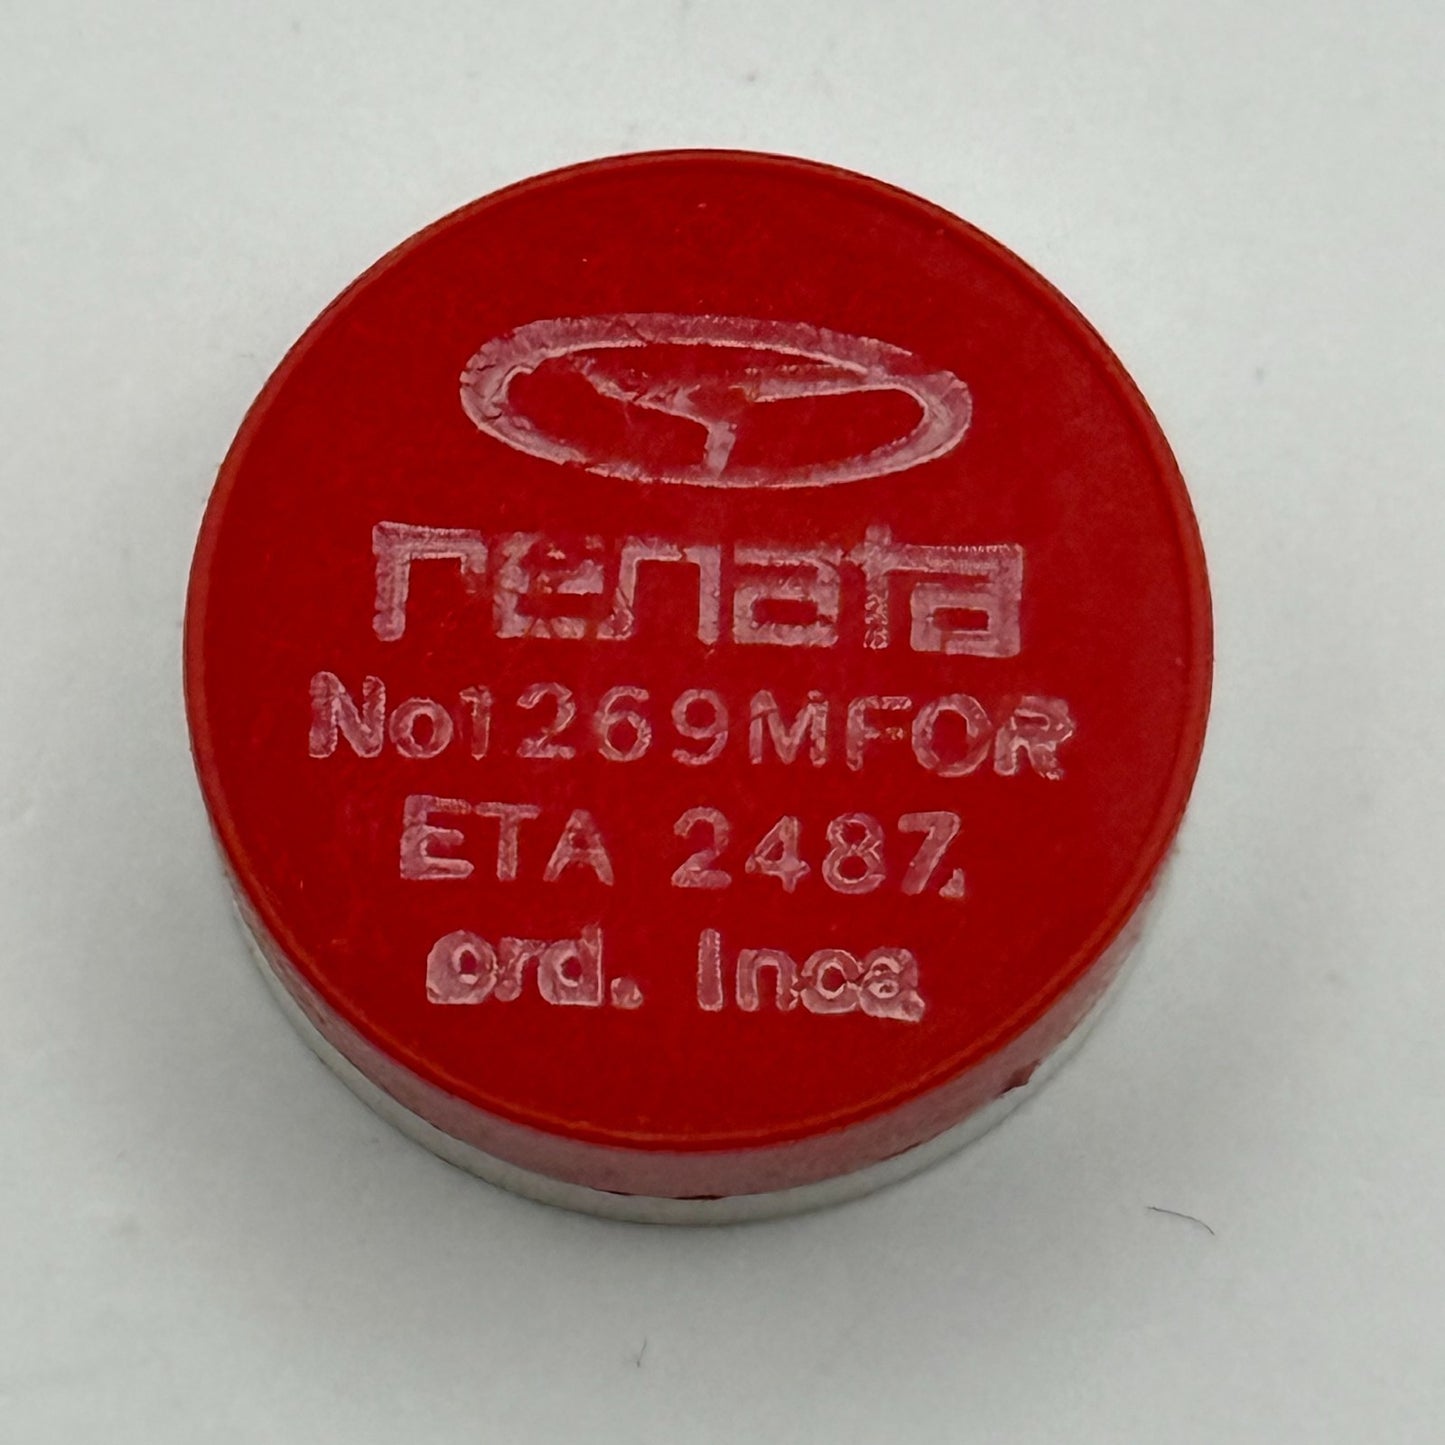 renata
No1269MFOR
ETA 2487.
ord. Inca.